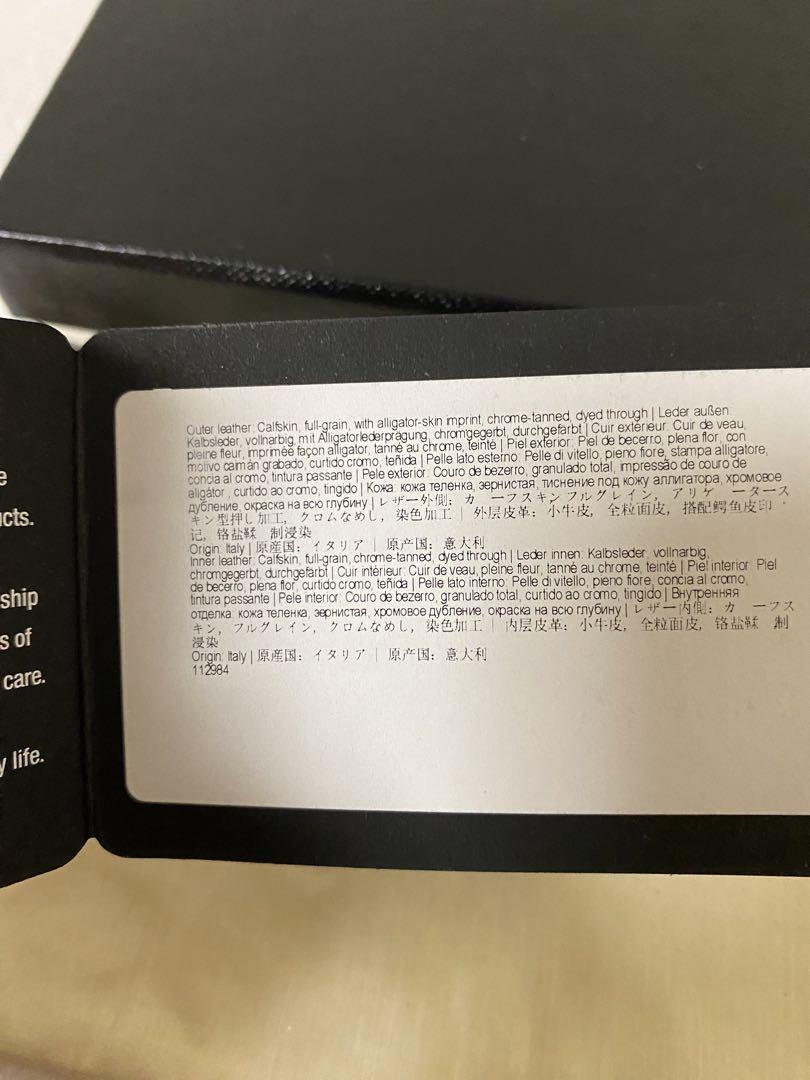 e
ucts.
ship
s of
care.
y life.
Outer leather: Calfskin, full-grain, with alligator-skin imprint, chrome-tanned, dyed through | Leder außen:
Kalbsleder, vollnarbig, mit Alligatorlederprägung, chromgegerbt, durchgefärbt | Cuir extérieur: Cuir de veau,
pleine fleur, imprimée façon alligator, tanné au chrome, teinté | Piel exterior: Piel de becerro, plena flor, con
motivo caimán grabado, curtido cromo, teñida | Pelle lato esterno: Pelle di vitello, pieno fiore, stampa alligatore,
concia al cromo, tintura passante | Pele exterior: Couro de bezerro, granulado total, impressão de couro de
aligátor , curtido ao cromo, tingido | Кожа: кожа теленка, зернистая, тиснение под кожу аллигатора, хромовое
дубление, окраска на всю глубину | レザー外側: カ ーフスキンフルグレイン, アリゲ ータース
キン型押し加工, クロムなめし, 染色加工 | 外层皮革: 小牛皮, 全粒面皮, 搭配鳄鱼皮印
记, 铬盐鞣 制浸染
Origin: Italy | 原産国: イタリア | 原产国: 意大利
Inner leather: Calfskin, full-grain, chrome-tanned, dyed through | Leder innen: Kalbsleder, vollnarbig,
chromgegerbt, durchgefärbt | Cuir intérieur: Cuir de veau, pleine fleur, tanné au chrome, teinté | Piel interior: Piel
de becerro, plena flor, curtido cromo, teñida | Pelle lato interno: Pelle di vitello, pieno fiore, concia al cromo,
tintura passante | Pele interior: Couro de bezerro, granulado total, curtido ao cromo, tingido | Внутренняя
отделка: кожа теленка, зернистая, хромовое дубление, окраска на всю глубину | レザー内側: カ ーフス
キン, フルグレイン, クロムなめし, 染色加工 | 内层皮革: 小牛皮, 全粒面皮, 铬盐鞣 制
浸染
Origin: Italy | 原産国: イタリア | 原产国: 意大利
112984